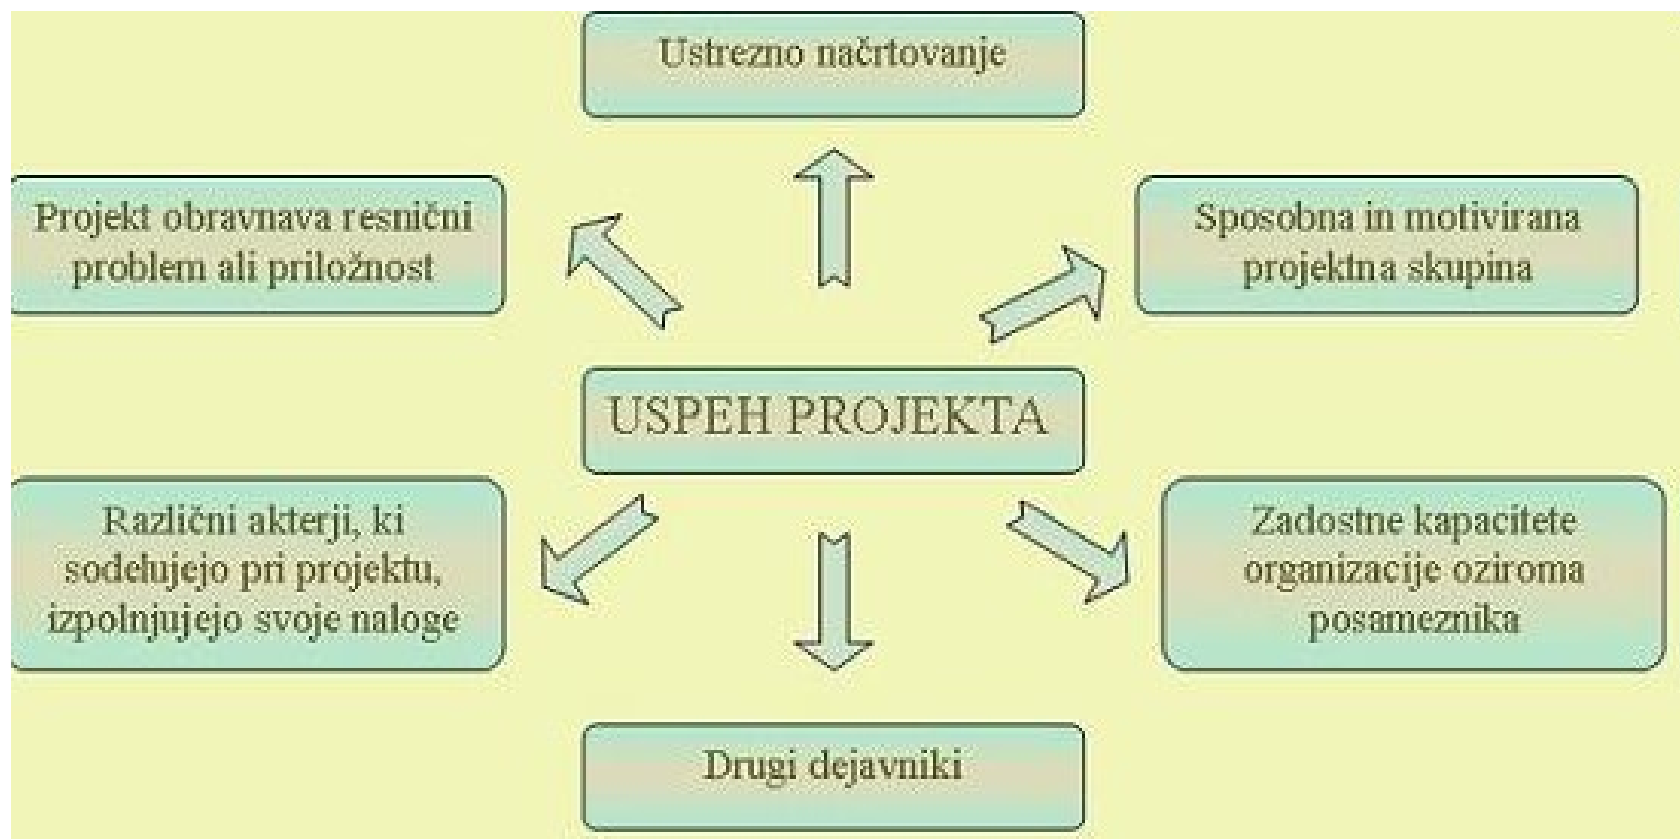 Ustrezno načrtovanje
Projekt obravnava resnični
problem ali priložnost
Sposobna in motivirana
projektna skupina
USPEH PROJEKTA
Različni akterji, ki
sodelujejo pri projektu,
izpolnjujejo svoje naloge
Zadostne kapacitete
organizacije oziroma
posameznika
Drugi dejavniki